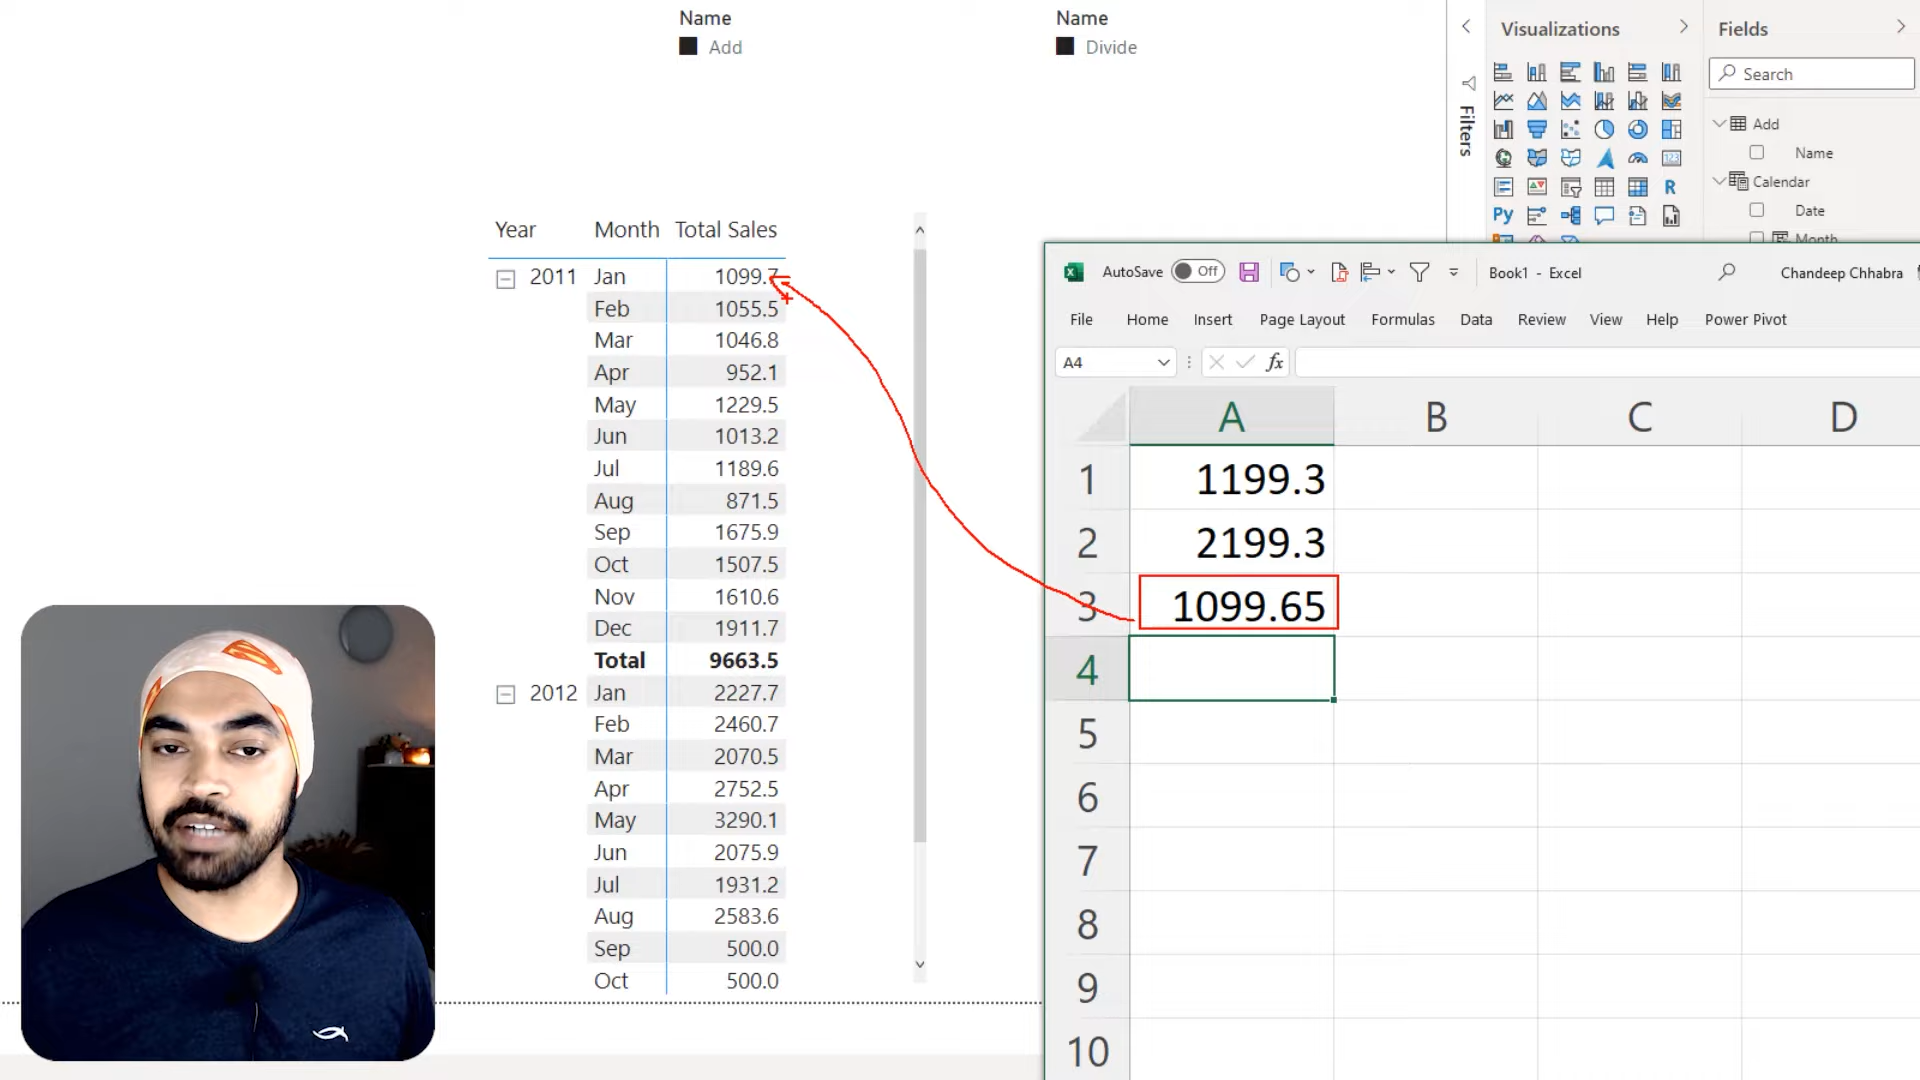 Name
Add
Name
Divide
Visualizations
Fields
Search
Filters
Add
Name
Calendar
Date
Month
R
Py
123
Year Month Total Sales
2011 Jan 1099.7
Feb 1055.5
Mar 1046.8
Apr 952.1
May 1229.5
Jun 1013.2
Jul 1189.6
Aug 871.5
Sep 1675.9
Oct 1507.5
Nov 1610.6
Dec 1911.7
Total 9663.5
2012 Jan 2227.7
Feb 2460.7
Mar 2070.5
Apr 2752.5
May 3290.1
Jun 2075.9
Jul 1931.2
Aug 2583.6
Sep 500.0
Oct 500.0
AutoSave Off Book1 - Excel Chandeep Chhabra
File Home Insert Page Layout Formulas Data Review View Help Power Pivot
A4 fx
A B C D
1 1199.3
2 2199.3
3 1099.65
4
5
6
7
8
9
10